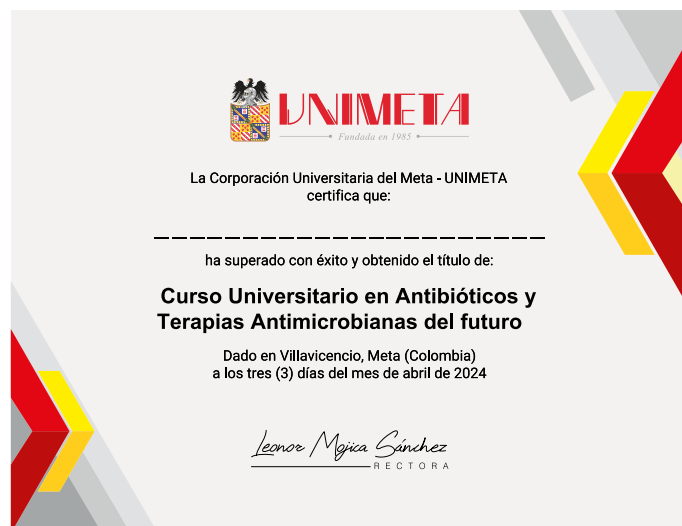 UNIMETA
Fundada en 1985
La Corporación Universitaria del Meta - UNIMETA
certifica que:
ha superado con éxito y obtenido el título de:
Curso Universitario en Antibióticos y
Terapias Antimicrobianas del futuro
Dado en Villavicencio, Meta (Colombia)
a los tres (3) días del mes de abril de 2024
Leonor Mojica Sánchez
RECTORA